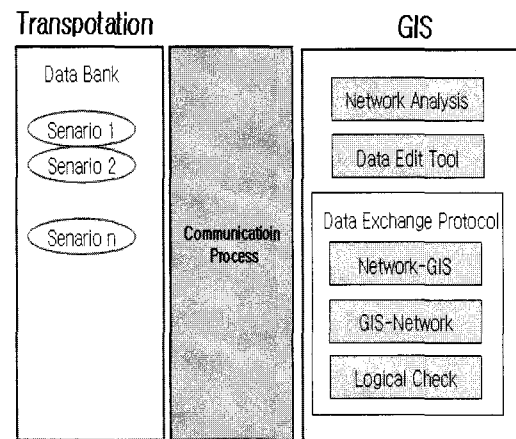 Transpotation
GIS
Data Bank
Senario 1
Senario 2
Senario n
Communicatioin
Process
Network Analysis
Data Edit Tool
Data Exchange Protocol
Network-GIS
GIS-Network
Logical Check